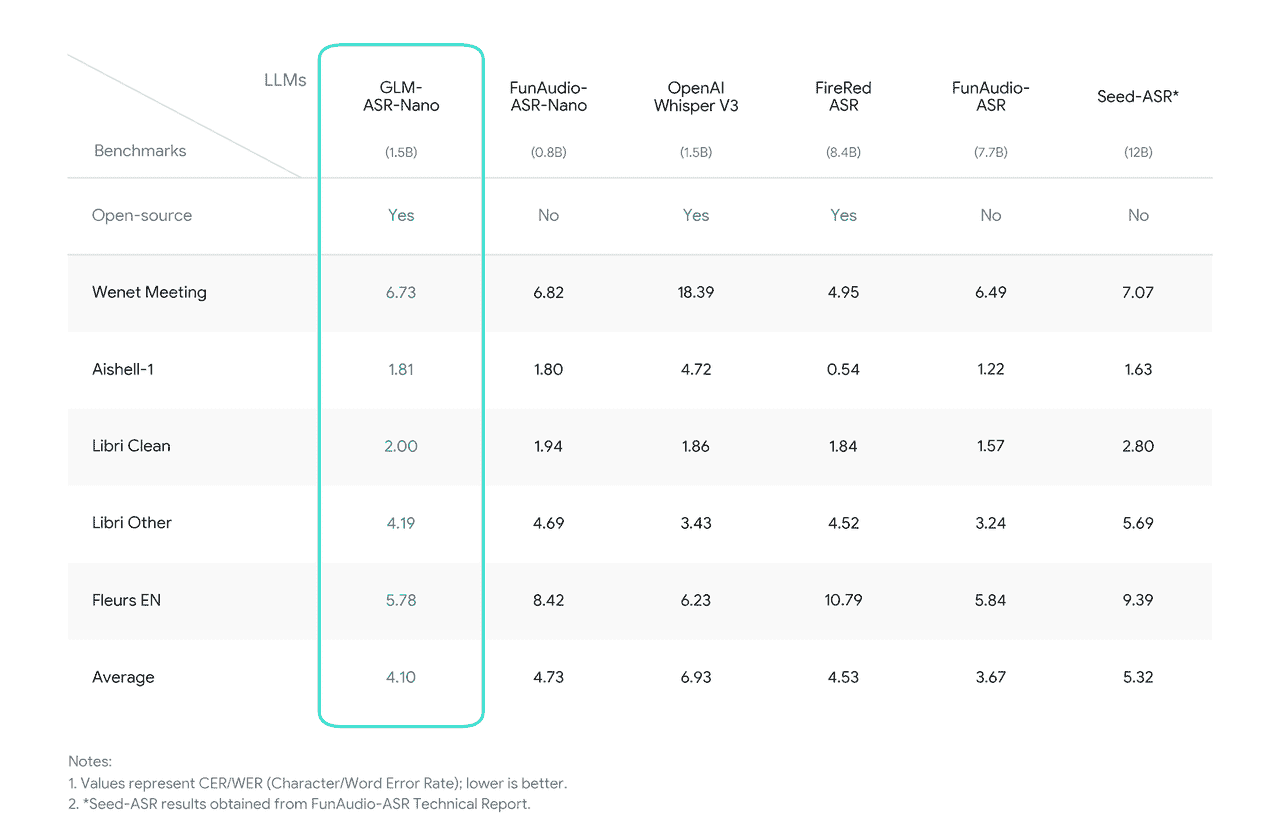 LLMs
Benchmarks
GLM-
ASR-Nano
(1.5B)
FunAudio-
ASR-Nano
(0.8B)
OpenAI
Whisper V3
(1.5B)
FireRed
ASR
(8.4B)
FunAudio-
ASR
(7.7B)
Seed-ASR*
(12B)
Open-source Yes No Yes Yes No No
Wenet Meeting 6.73 6.82 18.39 4.95 6.49 7.07
Aishell-1 1.81 1.80 4.72 0.54 1.22 1.63
Libri Clean 2.00 1.94 1.86 1.84 1.57 2.80
Libri Other 4.19 4.69 3.43 4.52 3.24 5.69
Fleurs EN 5.78 8.42 6.23 10.79 5.84 9.39
Average 4.10 4.73 6.93 4.53 3.67 5.32
Notes:
1. Values represent CER/WER (Character/Word Error Rate); lower is better.
2. *Seed-ASR results obtained from FunAudio-ASR Technical Report.